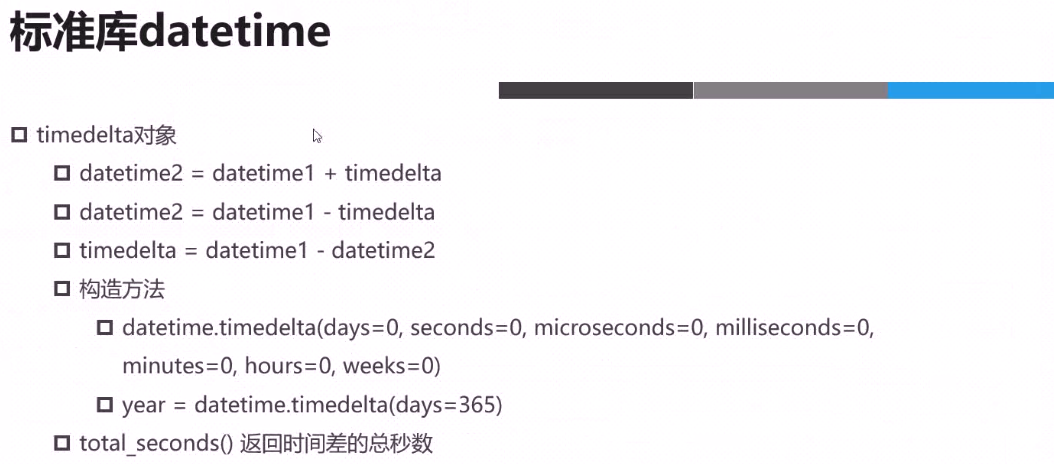 标准库datetime
timedelta对象
datetime2 = datetime1 + timedelta
datetime2 = datetime1 - timedelta
timedelta = datetime1 - datetime2
构造方法
datetime.timedelta(days=0, seconds=0, microseconds=0, milliseconds=0,
minutes=0, hours=0, weeks=0)
year = datetime.timedelta(days=365)
total_seconds() 返回时间差的总秒数